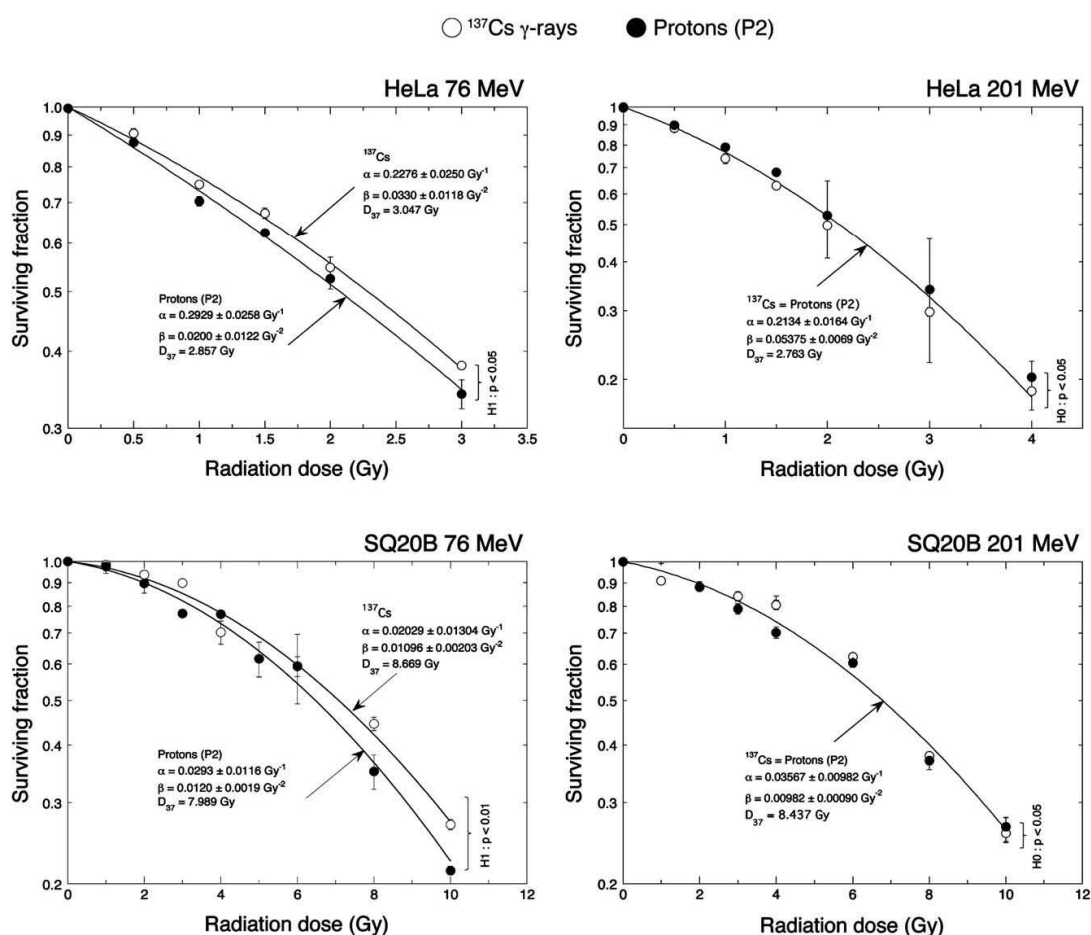 ¹³⁷Cs γ-rays Protons (P2)
HeLa 76 MeV
1.0
0.9
0.8
0.7
0.6
0.5
0.4
0.3
Surviving fraction
¹³⁷Cs
α = 0.2276 ± 0.0250 Gy⁻¹
β = 0.0330 ± 0.0118 Gy⁻²
D₃₇ = 3.047 Gy
Protons (P2)
α = 0.2929 ± 0.0258 Gy⁻¹
β = 0.0200 ± 0.0122 Gy⁻²
D₃₇ = 2.857 Gy
H1 : p < 0.05
0 0.5 1 1.5 2 2.5 3 3.5
Radiation dose (Gy)
HeLa 201 MeV
1
0.9
0.8
0.7
0.6
0.5
0.4
0.3
0.2
Surviving fraction
¹³⁷Cs = Protons (P2)
α = 0.2134 ± 0.0164 Gy⁻¹
β = 0.05375 ± 0.0069 Gy⁻²
D₃₇ = 2.763 Gy
H0 : p < 0.05
0 1 2 3 4
Radiation dose (Gy)
SQ20B 76 MeV
1.0
0.9
0.8
0.7
0.6
0.5
0.4
0.3
0.2
Surviving fraction
¹³⁷Cs
α = 0.02029 ± 0.01304 Gy⁻¹
β = 0.01096 ± 0.00203 Gy⁻²
D₃₇ = 8.669 Gy
Protons (P2)
α = 0.0293 ± 0.0116 Gy⁻¹
β = 0.0120 ± 0.0019 Gy⁻²
D₃₇ = 7.989 Gy
H1 : p < 0.01
0 2 4 6 8 10 12
Radiation dose (Gy)
SQ20B 201 MeV
1
0.9
0.8
0.7
0.6
0.5
0.4
0.3
0.2
Surviving fraction
¹³⁷Cs = Protons (P2)
α = 0.03567 ± 0.00982 Gy⁻¹
β = 0.00982 ± 0.00090 Gy⁻²
D₃₇ = 8.437 Gy
H0 : p < 0.05
0 2 4 6 8 10 12
Radiation dose (Gy)